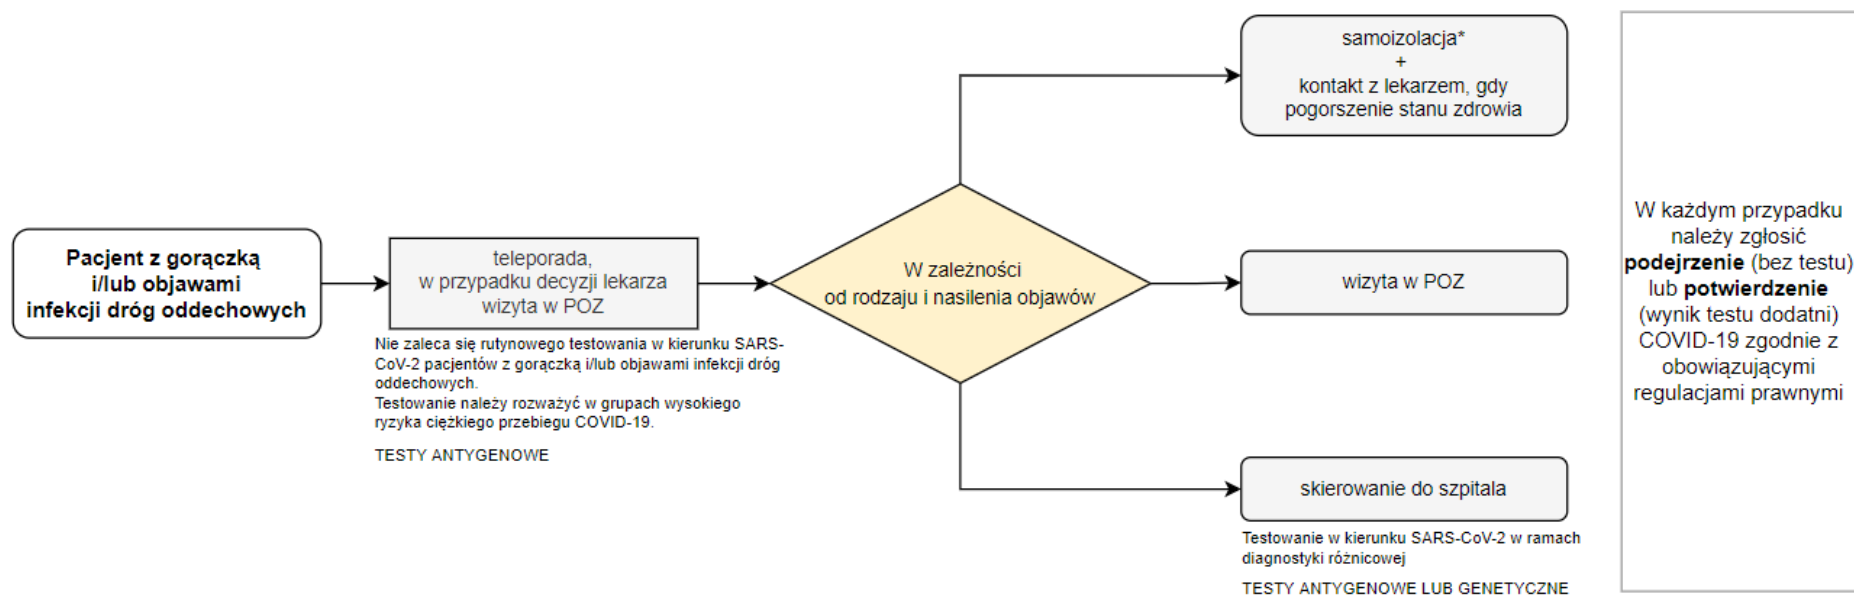 Pacjent z gorączką
i/lub objawami
infekcji dróg oddechowych
teleporada,
w przypadku decyzji lekarza
wizyta w POZ
Nie zaleca się rutynowego testowania w kierunku SARS-
CoV-2 pacjentów z gorączką i/lub objawami infekcji dróg
oddechowych.
Testowanie należy rozważyć w grupach wysokiego
ryzyka ciężkiego przebiegu COVID-19.
TESTY ANTYGENOWE
W zależności
od rodzaju i nasilenia objawów
samoizolacja*
+
kontakt z lekarzem, gdy
pogorszenie stanu zdrowia
wizyta w POZ
skierowanie do szpitala
Testowanie w kierunku SARS-CoV-2 w ramach
diagnostyki różnicowej
TESTY ANTYGENOWE LUB GENETYCZNE
W każdym przypadku
należy zgłosić
podejrzenie (bez testu)
lub potwierdzenie
(wynik testu dodatni)
COVID-19 zgodnie z
obowiązującymi
regulacjami prawnymi